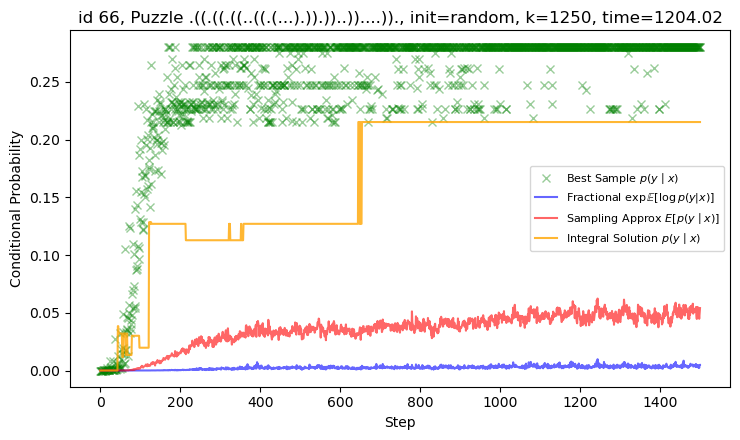 id 66, Puzzle .((.((.((..((.(...).)).))..))....))., init=random, k=1250, time=1204.02
Conditional Probability
0.25
0.20
0.15
0.10
0.05
0.00
Best Sample p(y | x)
Fractional exp 𝔼[log p(y|x)]
Sampling Approx E[p(y | x)]
Integral Solution p(y | x)
0 200 400 600 800 1000 1200 1400
Step